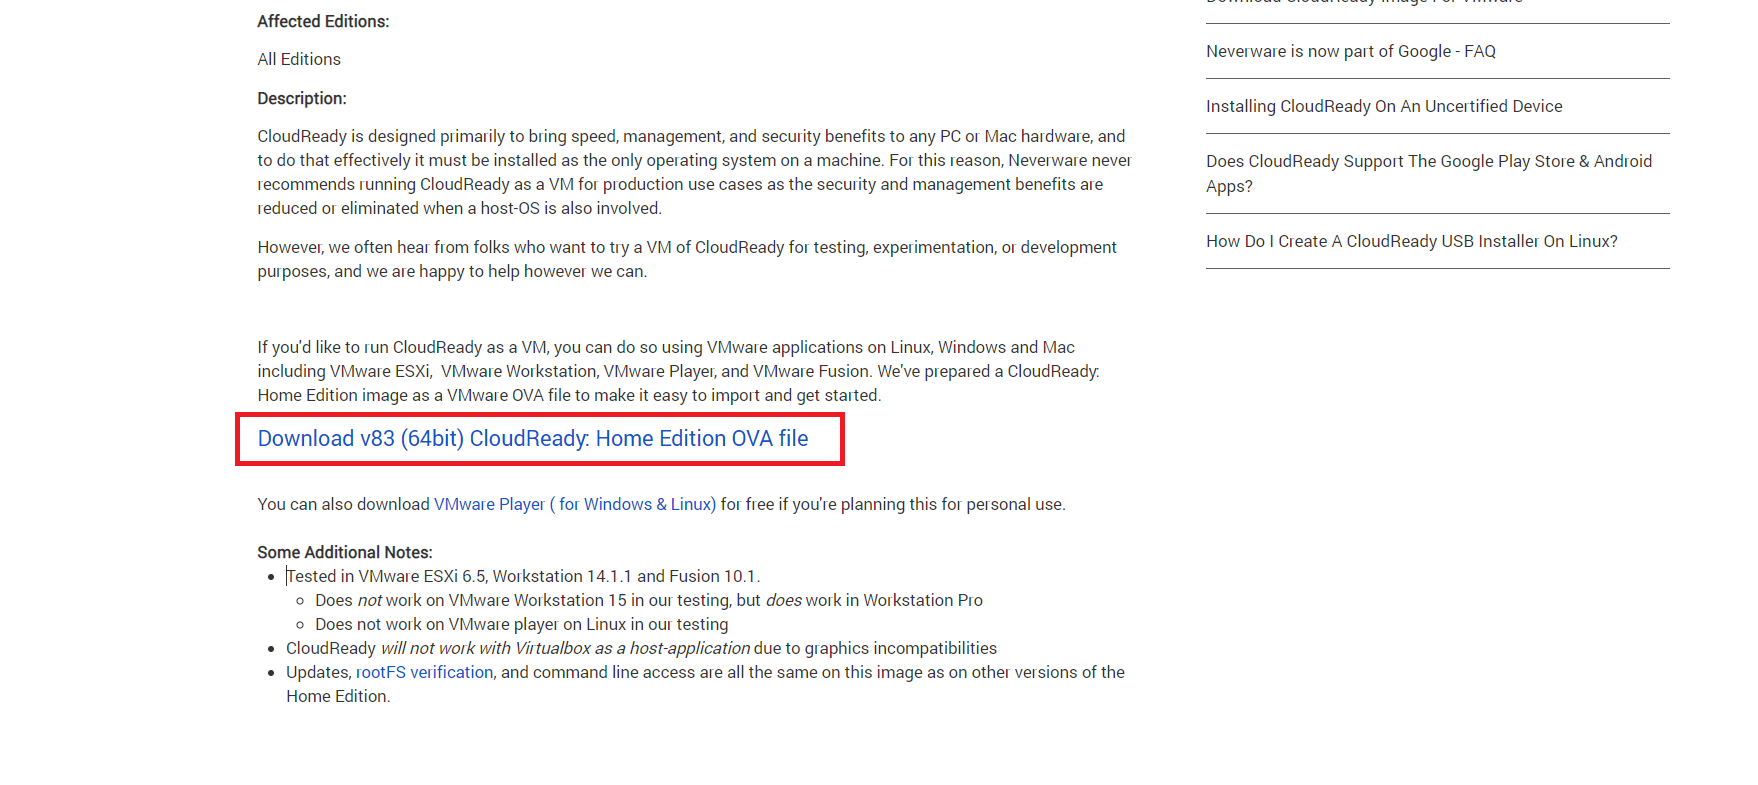 Affected Editions:
All Editions
Description:
CloudReady is designed primarily to bring speed, management, and security benefits to any PC or Mac hardware, and
to do that effectively it must be installed as the only operating system on a machine. For this reason, Neverware never
recommends running CloudReady as a VM for production use cases as the security and management benefits are
reduced or eliminated when a host-OS is also involved.
However, we often hear from folks who want to try a VM of CloudReady for testing, experimentation, or development
purposes, and we are happy to help however we can.
If you'd like to run CloudReady as a VM, you can do so using VMware applications on Linux, Windows and Mac
including VMware ESXi,  VMware Workstation, VMware Player, and VMware Fusion. We've prepared a CloudReady:
Home Edition image as a VMware OVA file to make it easy to import and get started.
Download v83 (64bit) CloudReady: Home Edition OVA file
You can also download VMware Player ( for Windows & Linux) for free if you're planning this for personal use.
Some Additional Notes:
• Tested in VMware ESXi 6.5, Workstation 14.1.1 and Fusion 10.1.
◦ Does not work on VMware Workstation 15 in our testing, but does work in Workstation Pro
◦ Does not work on VMware player on Linux in our testing
• CloudReady will not work with Virtualbox as a host-application due to graphics incompatibilities
• Updates, rootFS verification, and command line access are all the same on this image as on other versions of the
Home Edition.
Download CloudReady Image For VMware
Neverware is now part of Google - FAQ
Installing CloudReady On An Uncertified Device
Does CloudReady Support The Google Play Store & Android
Apps?
How Do I Create A CloudReady USB Installer On Linux?